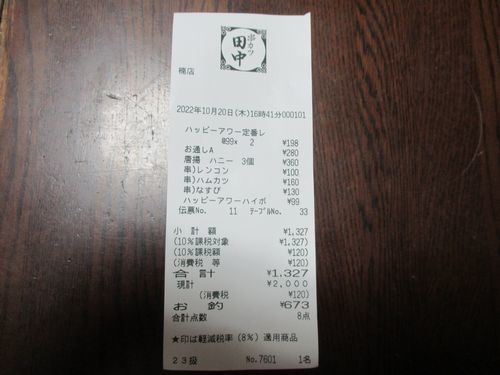 串カツ
田中
楠店
2022年10月20日(木)16時41分000101
ハッピーアワー定番レ
@99x 2 ¥198
お通しA ¥280
唐揚 ハニー 3個 ¥360
串)レンコン ¥100
串)ハムカツ ¥160
串)なすび ¥130
ハッピーアワーハイボ ¥99
伝票No. 11 テーブルNo. 33
小 計 額 ¥1,327
(10%課税対象 ¥1,327)
(10%課税額 ¥120)
(消費税 等 ¥120)
合 計 ¥1,327
現計 ¥2,000
(消費税 ¥120)
お 釣 ¥673
合計点数 8点
★印は軽減税率(8%)適用商品
23扱 No.7601 1名